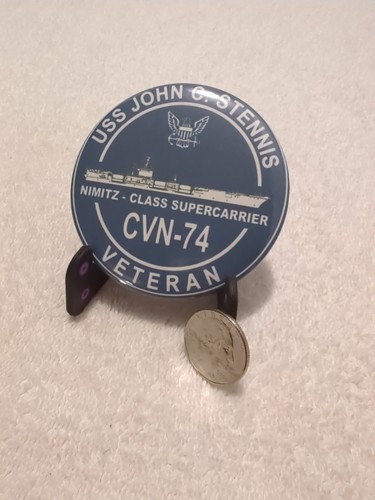 USS JOHN C. STENNIS
NIMITZ - CLASS SUPERCARRIER
CVN-74
VETERAN